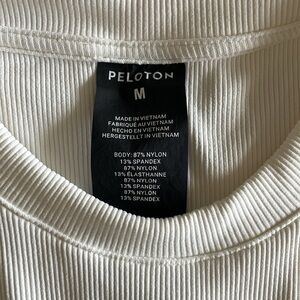 PELOTON
M
MADE IN VIETNAM
FABRIQUÉ AU VIETNAM
HECHO EN VIETNAM
HERGESTELLT IN VIETNAM
BODY: 87% NYLON
13% SPANDEX
87% NYLON
13% ÉLASTHANNE
87% NYLON
13% SPANDEX
87% NYLON
13% SPANDEX